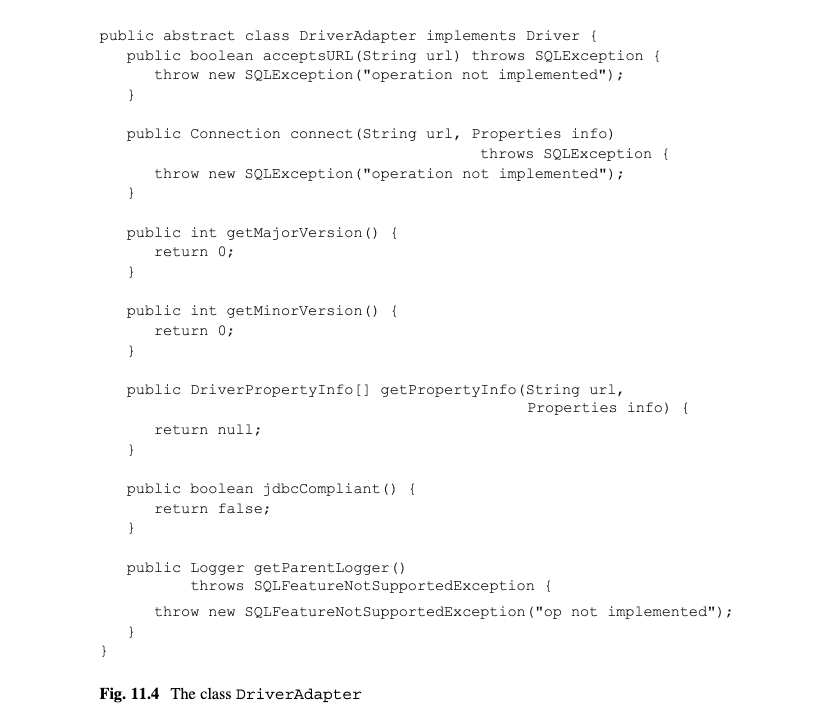 public abstract class DriverAdapter implements Driver {
public boolean acceptsURL(String url) throws SQLException {
throw new SQLException("operation not implemented");
}
public Connection connect(String url, Properties info)
throws SQLException {
throw new SQLException("operation not implemented");
}
public int getMajorVersion() {
return 0;
}
public int getMinorVersion() {
return 0;
}
public DriverPropertyInfo[] getPropertyInfo(String url,
Properties info) {
return null;
}
public boolean jdbcCompliant() {
return false;
}
public Logger getParentLogger()
throws SQLFeatureNotSupportedException {
throw new SQLFeatureNotSupportedException("op not implemented");
}
}
Fig. 11.4 The class DriverAdapter